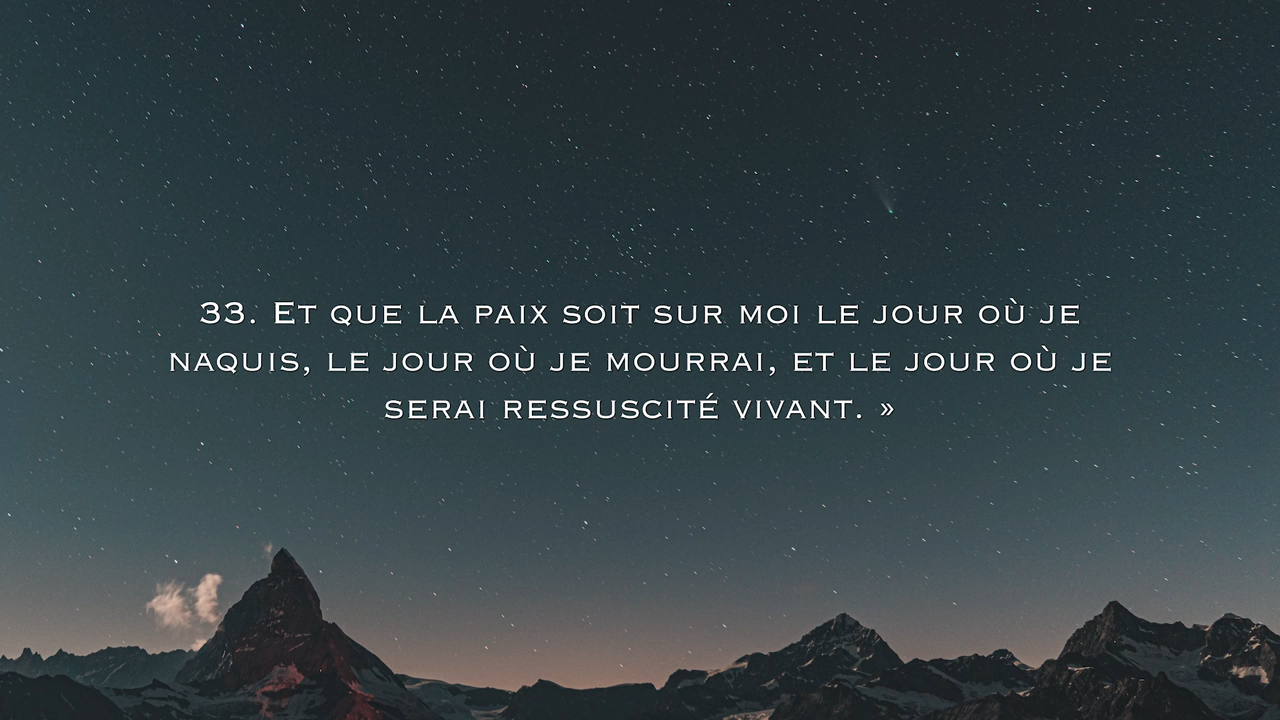 33. Et que la paix soit sur moi le jour où je
naquis, le jour où je mourrai, et le jour où je
serai ressuscité vivant. »